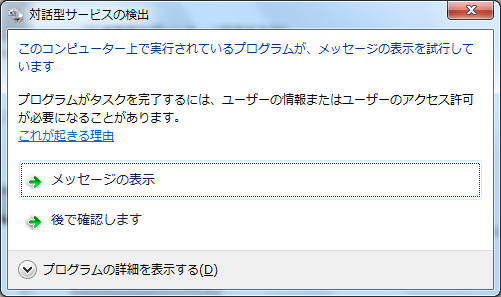 対話型サービスの検出
このコンピューター上で実行されているプログラムが、メッセージの表示を試行して
います
プログラムがタスクを完了するには、ユーザーの情報またはユーザーのアクセス許可
が必要になることがあります。
これが起きる理由
メッセージの表示
後で確認します
プログラムの詳細を表示する(D)